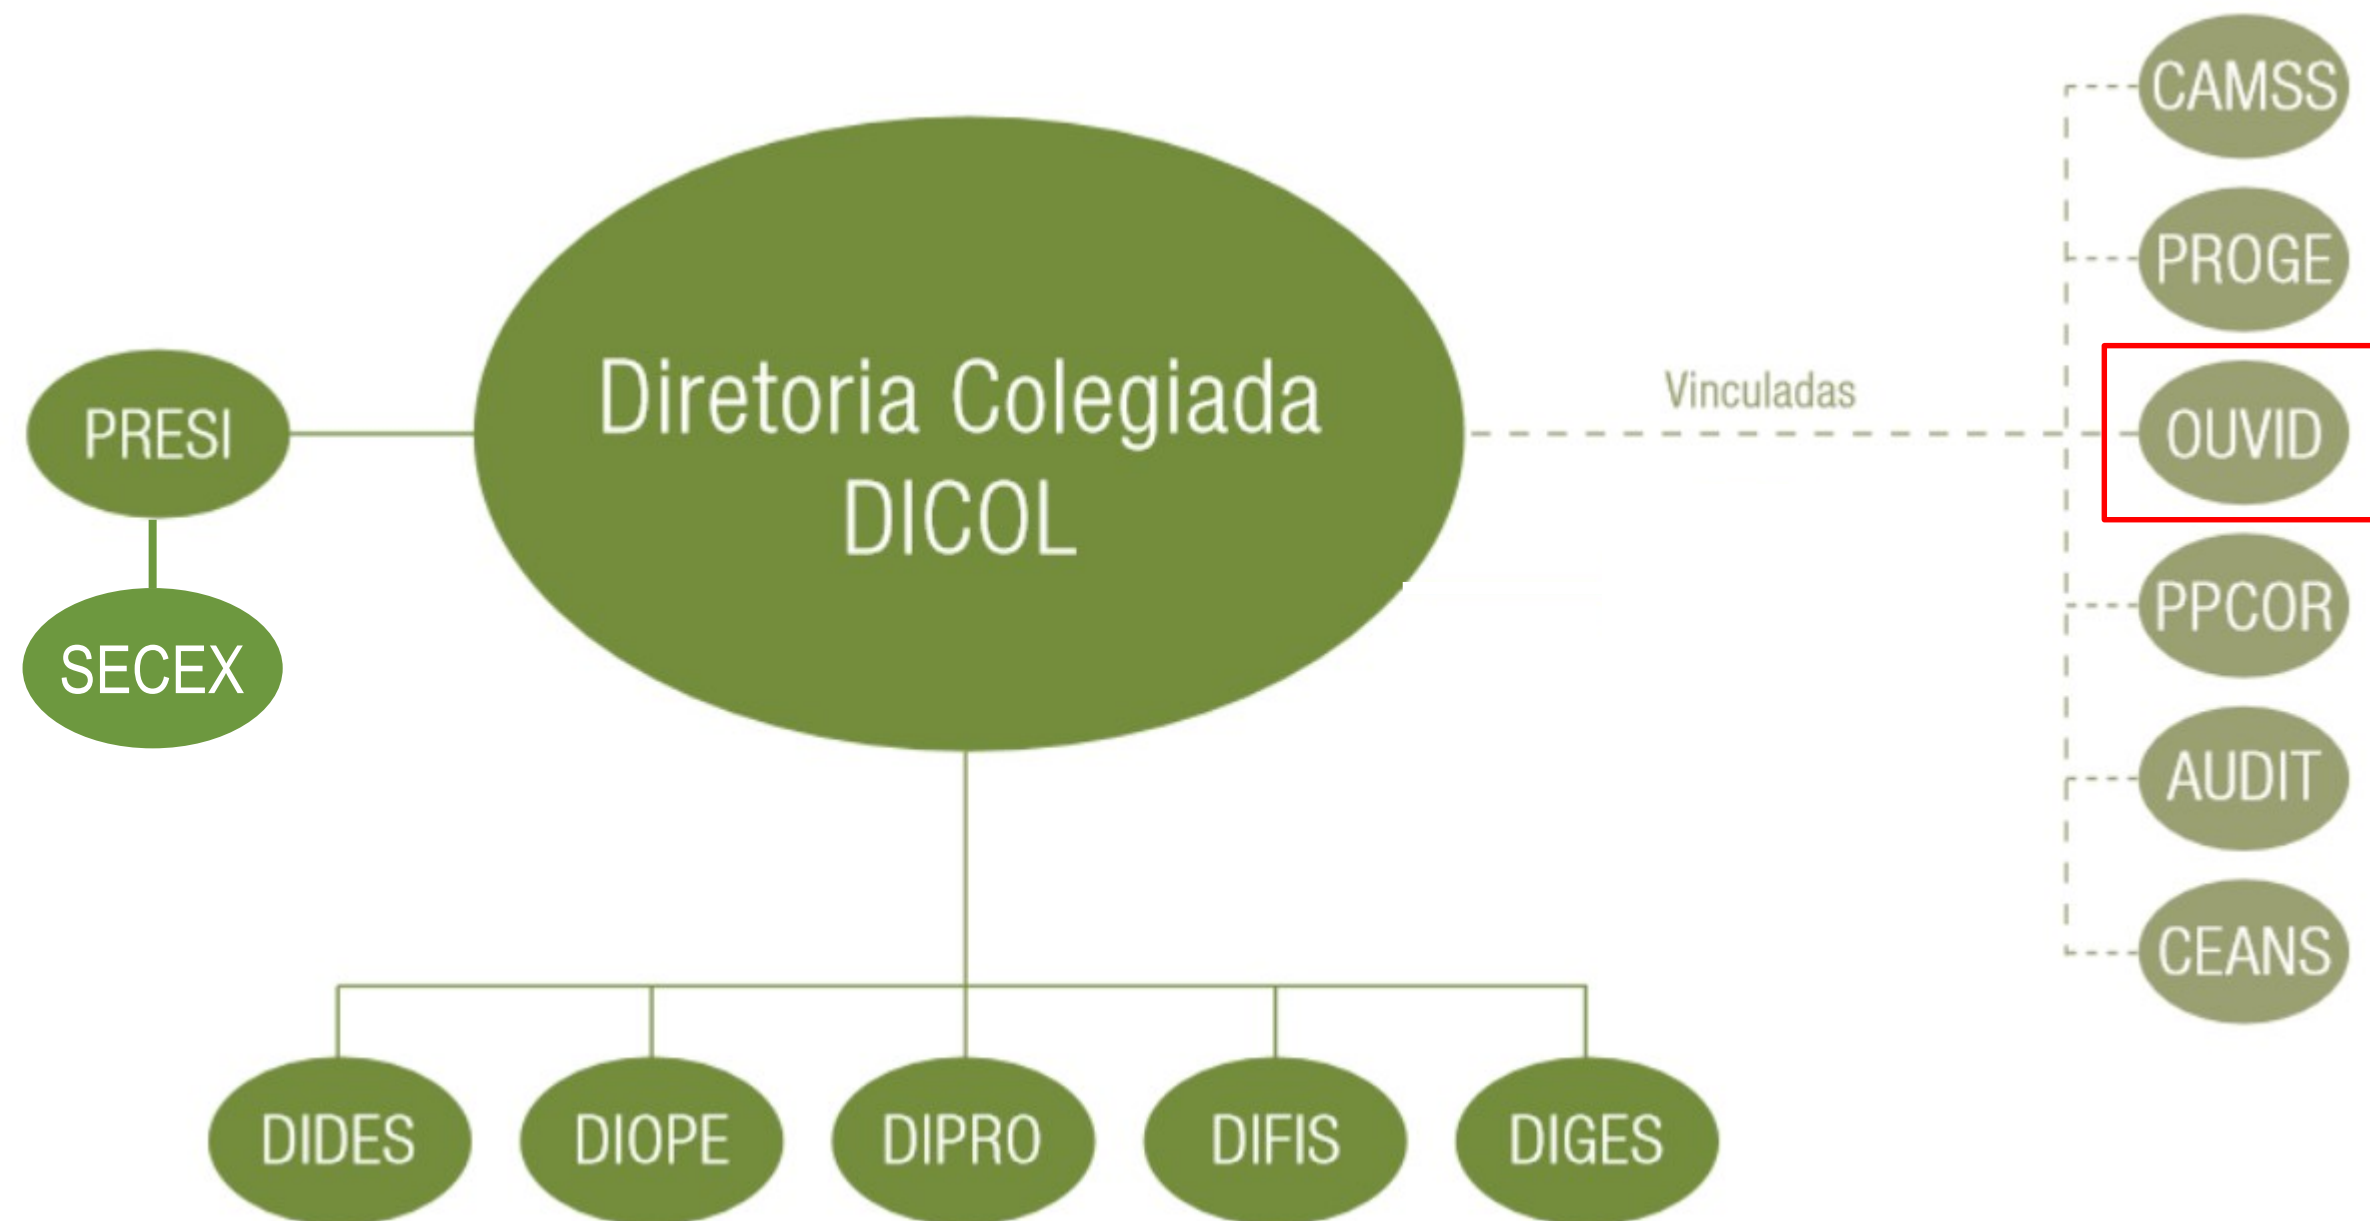 CAMSS
PROGE
Diretoria Colegiada
DICOL
Vinculadas
OUVID
PRESI
PPCOR
SECEX
AUDIT
CEANS
DIDES
DIOPE
DIPRO
DIFIS
DIGES